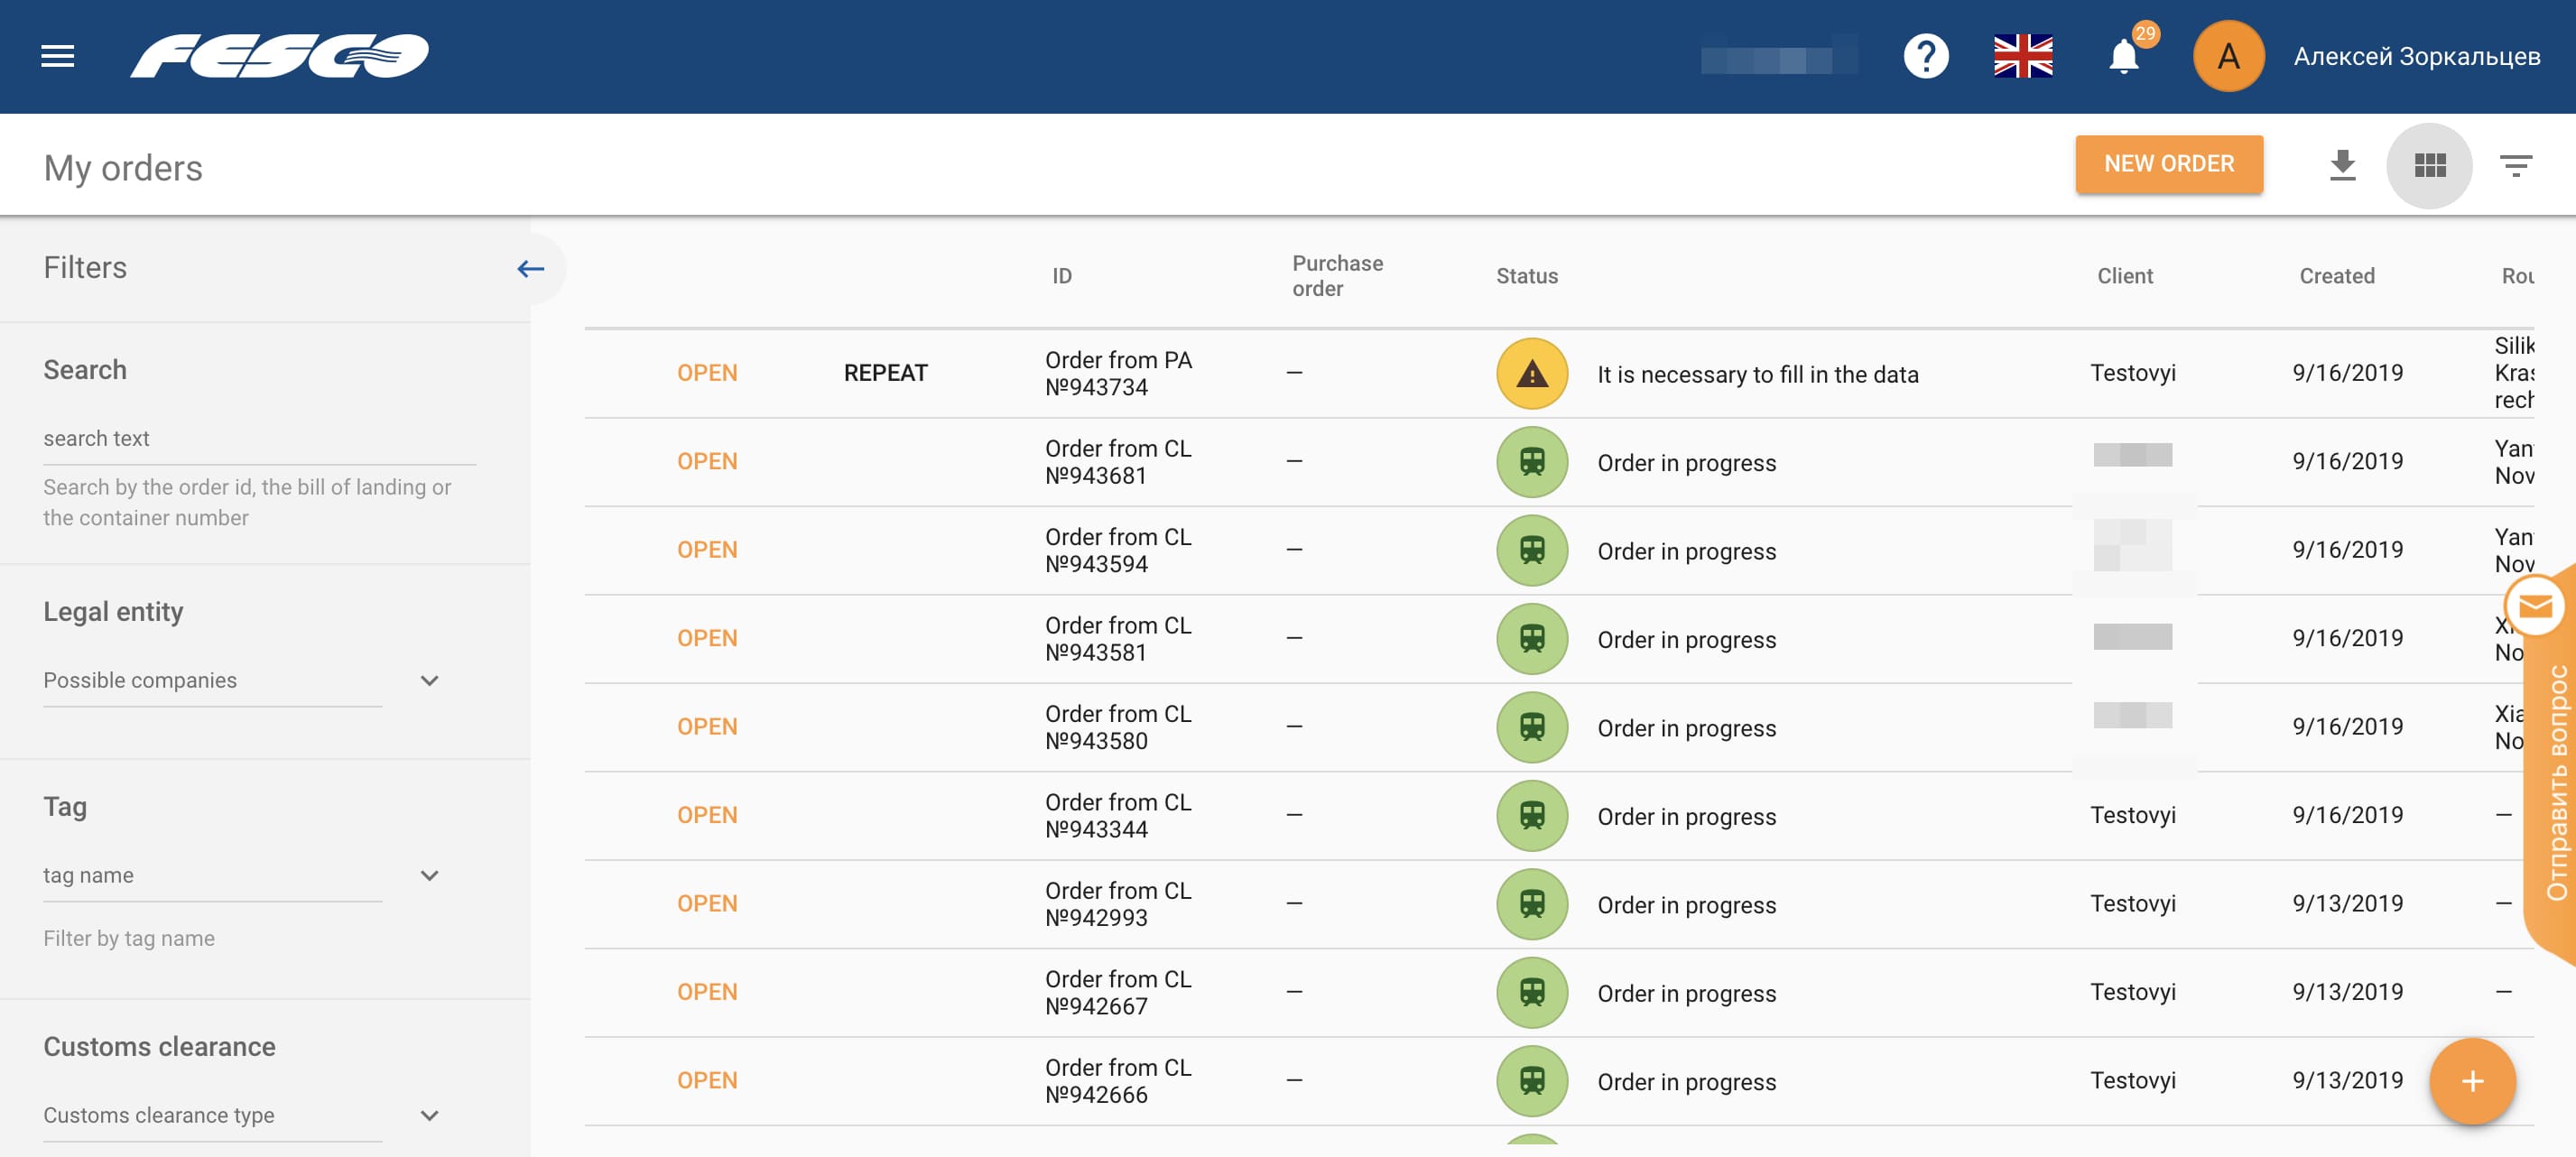 FESCO
29
A
Алексей Зоркальцев
My orders
NEW ORDER
Filters
Search
search text
Search by the order id, the bill of landing or
the container number
Legal entity
Possible companies
Tag
tag name
Filter by tag name
Customs clearance
Customs clearance type
ID
Purchase
order
Status
Client
Created
Rou
OPEN
REPEAT
Order from PA
№943734
—
It is necessary to fill in the data
Testovyi
9/16/2019
Silik
Kras
rech
OPEN
Order from CL
№943681
—
Order in progress
9/16/2019
Yan
Nov
OPEN
Order from CL
№943594
—
Order in progress
9/16/2019
Yan
Nov
OPEN
Order from CL
№943581
—
Order in progress
9/16/2019
No
OPEN
Order from CL
№943580
—
Order in progress
9/16/2019
Xia
No
OPEN
Order from CL
№943344
—
Order in progress
Testovyi
9/16/2019
—
OPEN
Order from CL
№942993
—
Order in progress
Testovyi
9/13/2019
—
OPEN
Order from CL
№942667
—
Order in progress
Testovyi
9/13/2019
—
OPEN
Order from CL
№942666
—
Order in progress
Testovyi
9/13/2019
Отправить вопрос